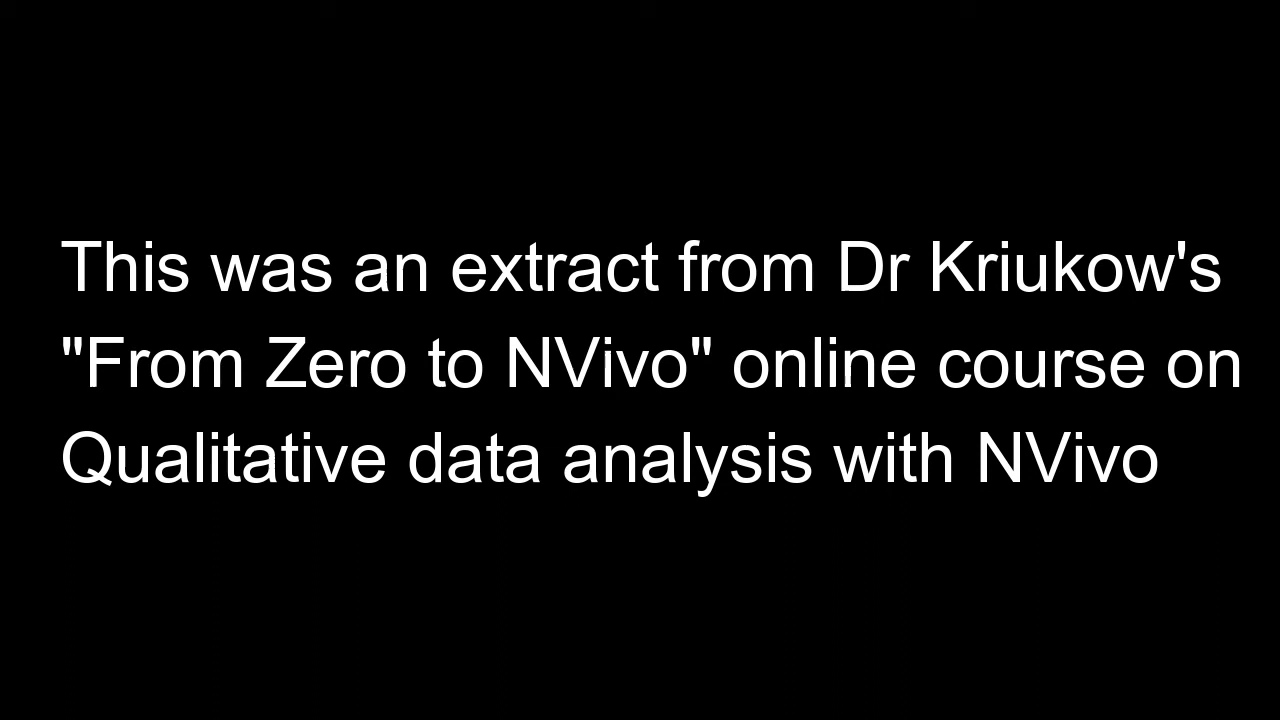 This was an extract from Dr Kriukow's
"From Zero to NVivo" online course on
Qualitative data analysis with NVivo